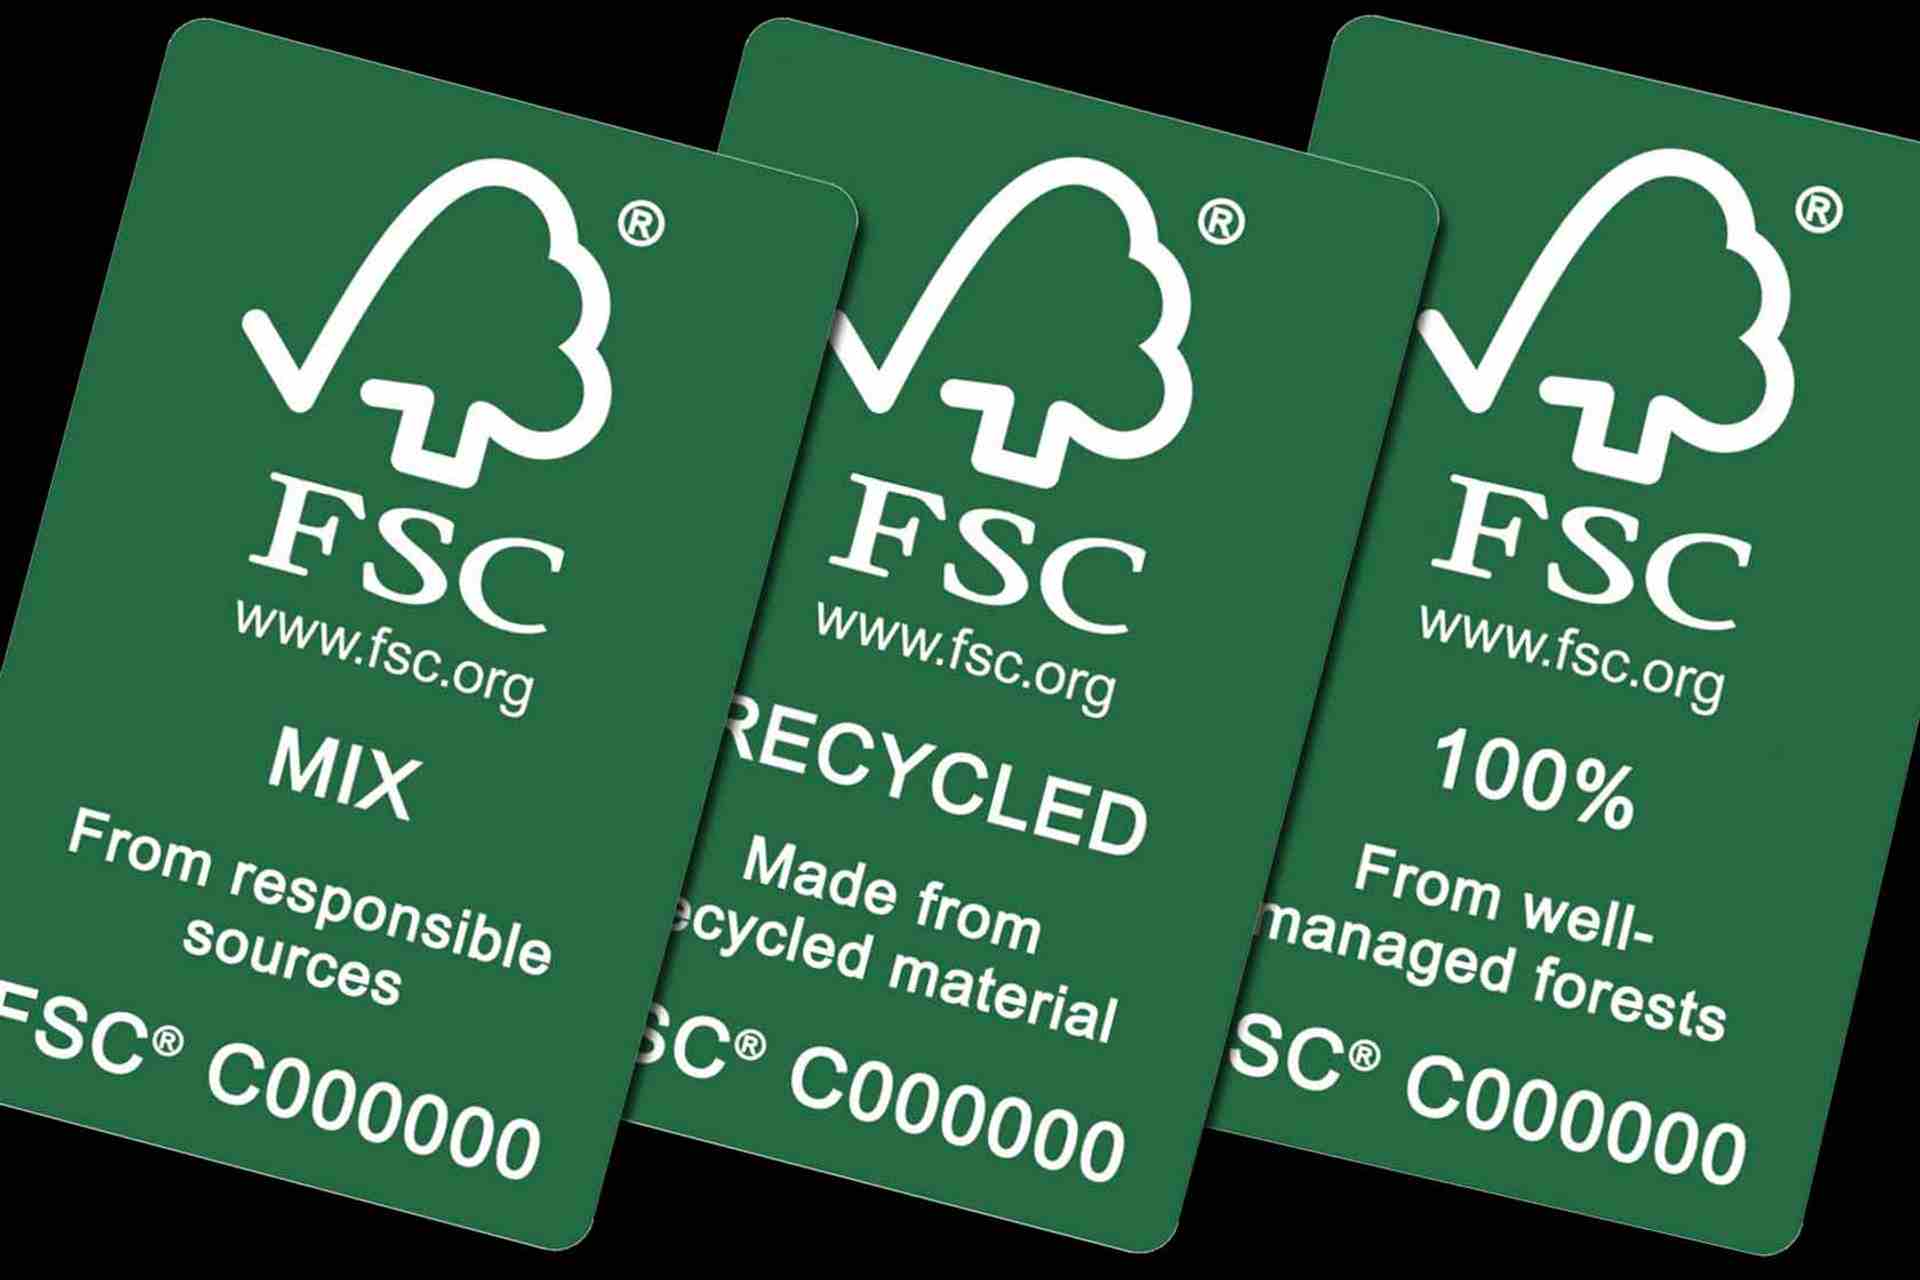 ®
FSC
www.fsc.org
MIX
From responsible
sources
FSC® C000000
®
FSC
www.fsc.org
RECYCLED
Made from
ecycled material
SC® C000000
®
FSC
www.fsc.org
100%
From well-
managed forests
SC® C000000